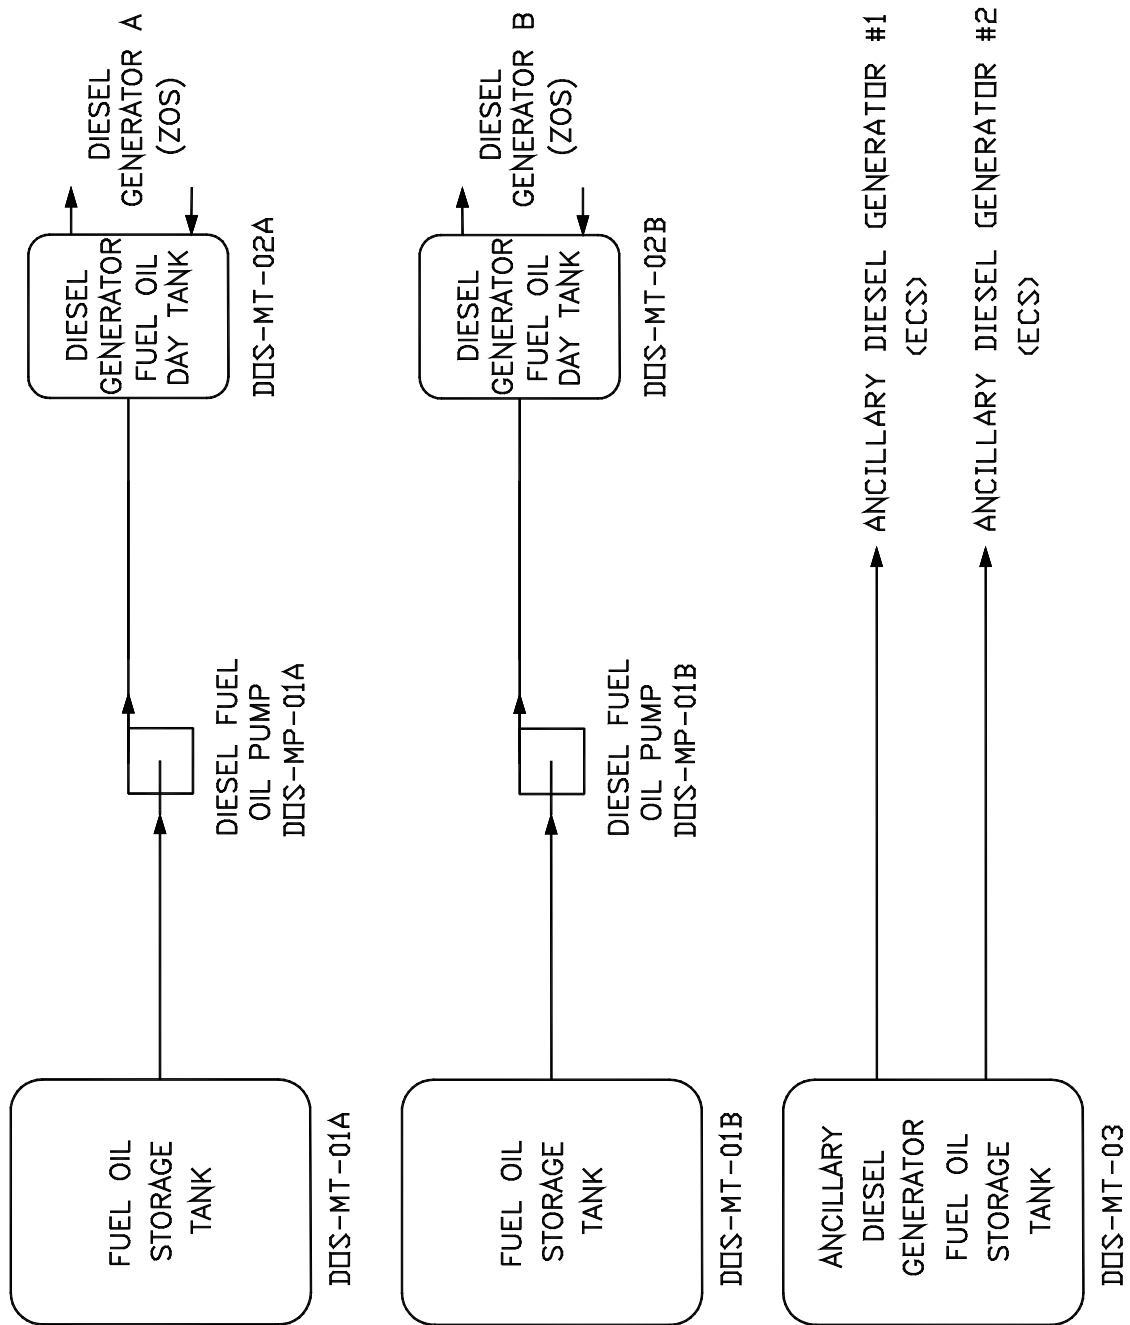 FUEL OIL
STORAGE
TANK
DOS-MT-01A
DIESEL FUEL
OIL PUMP
DOS-MP-01A
DIESEL
GENERATOR
FUEL OIL
DAY TANK
DOS-MT-02A
DIESEL
GENERATOR A
(ZOS)
FUEL OIL
STORAGE
TANK
DOS-MT-01B
DIESEL FUEL
OIL PUMP
DOS-MP-01B
DIESEL
GENERATOR
FUEL OIL
DAY TANK
DOS-MT-02B
DIESEL
GENERATOR B
(ZOS)
ANCILLARY
DIESEL
GENERATOR
FUEL OIL
STORAGE
TANK
DOS-MT-03
ANCILLARY DIESEL GENERATOR #1
(ECS)
ANCILLARY DIESEL GENERATOR #2
(ECS)